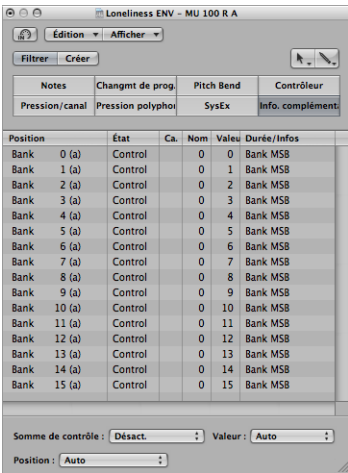 Loneliness ENV – MU 100 R A
Édition Afficher
Filtrer Créer
Notes Changmt de prog. Pitch Bend Contrôleur
Pression/canal Pression polypho SysEx Info. complément.
Position État Ca. Nom Valeu Durée/Infos
Bank 0 (a) Control 0 0 Bank MSB
Bank 1 (a) Control 0 1 Bank MSB
Bank 2 (a) Control 0 2 Bank MSB
Bank 3 (a) Control 0 3 Bank MSB
Bank 4 (a) Control 0 4 Bank MSB
Bank 5 (a) Control 0 5 Bank MSB
Bank 6 (a) Control 0 6 Bank MSB
Bank 7 (a) Control 0 7 Bank MSB
Bank 8 (a) Control 0 8 Bank MSB
Bank 9 (a) Control 0 9 Bank MSB
Bank 10 (a) Control 0 10 Bank MSB
Bank 11 (a) Control 0 11 Bank MSB
Bank 12 (a) Control 0 12 Bank MSB
Bank 13 (a) Control 0 13 Bank MSB
Bank 14 (a) Control 0 14 Bank MSB
Bank 15 (a) Control 0 15 Bank MSB
Somme de contrôle : Désact. Valeur : Auto
Position : Auto